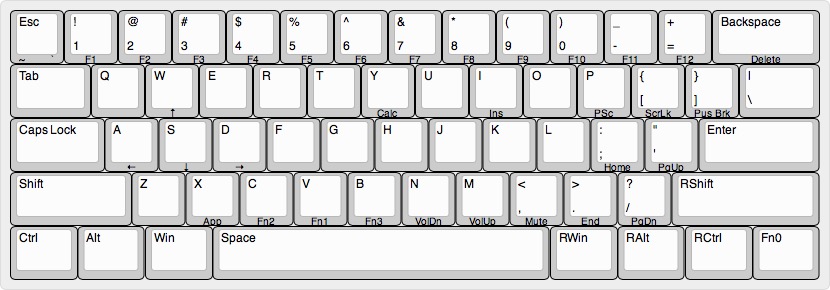 Esc ! @ # $ % ^ & * ( ) _ + Backspace
1 2 3 4 5 6 7 8 9 0 - =
~ ` F1 F2 F3 F4 F5 F6 F7 F8 F9 F10 F11 F12 Delete
Tab Q W E R T Y U I O P { } |
[ ] \
↑ Calc Ins PSc ScrLk Pus Brk
Caps Lock A S D F G H J K L : " Enter
; '
← ↓ → Home PgUp
Shift Z X C V B N M < > ? RShift
, . /
App Fn2 Fn1 Fn3 VolDn VolUp Mute End PgDn
Ctrl Alt Win Space RWin RAlt RCtrl Fn0